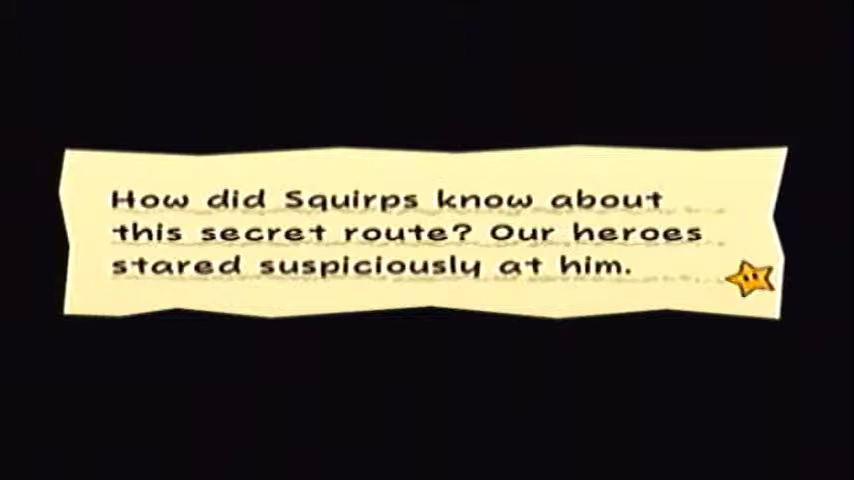 How did Squirps know about
this secret route? Our heroes
stared suspiciously at him.